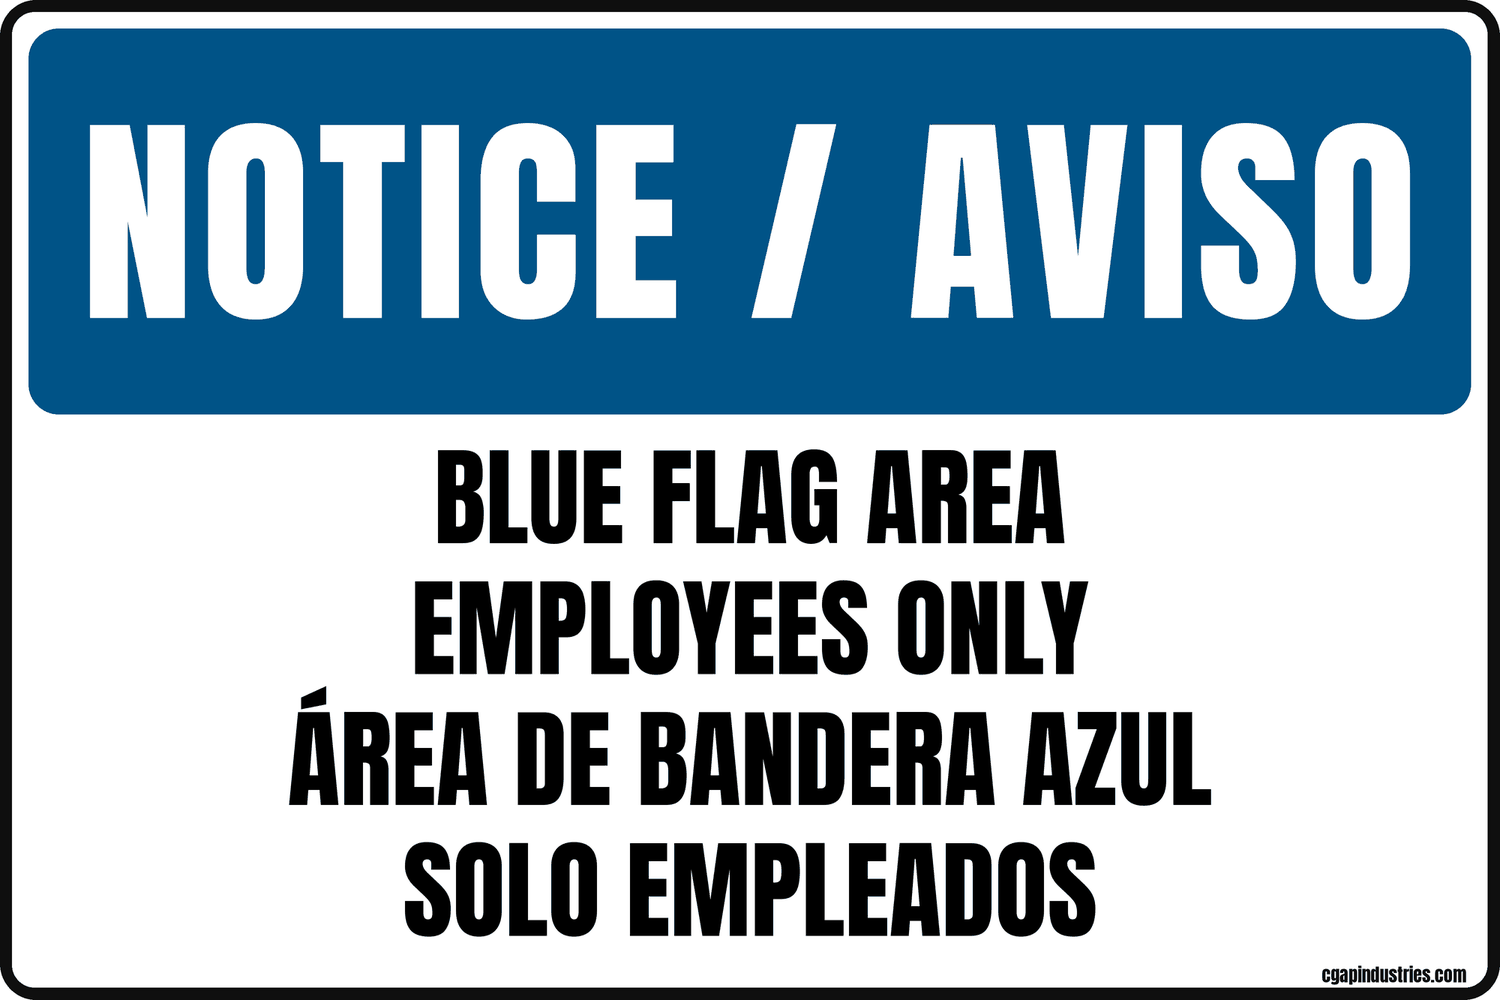 NOTICE / AVISO
BLUE FLAG AREA
EMPLOYEES ONLY
ÁREA DE BANDERA AZUL
SOLO EMPLEADOS
cgapindustries.com